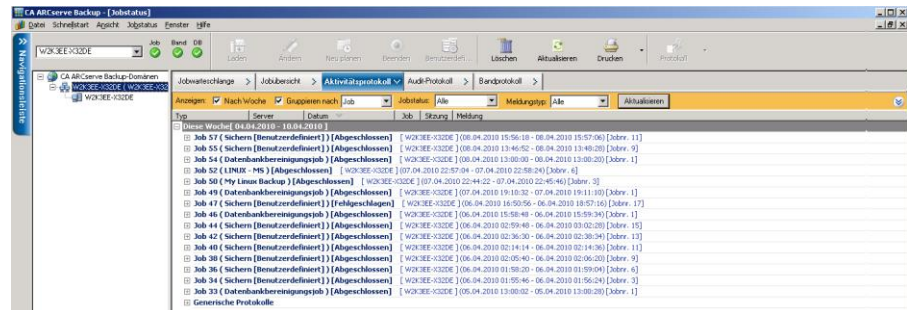 CA ARCserve Backup - [Jobstatus]
Datei Schnellstart Ansicht Jobstatus Fenster Hilfe
W2K3EE-X32DE Job Band DB Laden Ändern Neu planen Beenden Benutzerdefi... Löschen Aktualisieren Drucken Protokoll
Navigationsleiste
CA ARCserve Backup-Domänen
W2K3EE-X32DE ( W2K3EE-X32
W2K3EE-X32DE
Jobwarteschlange > Jobübersicht > Aktivitätsprotokoll Audit-Protokoll > Bandprotokoll >
Anzeigen: Nach Woche Gruppieren nach Job Jobstatus: Alle Meldungstyp: Alle Aktualisieren
Typ Server Datum Job Sitzung Meldung
Diese Woche[ 04.04.2010 - 10.04.2010 ]
Job 57 ( Sichern [Benutzerdefiniert] ) [Abgeschlossen] [ W2K3EE-X32DE ] (08.04.2010 15:56:18 - 08.04.2010 15:57:06) [Jobnr. 11]
Job 55 ( Sichern [Benutzerdefiniert] ) [Abgeschlossen] [ W2K3EE-X32DE ] (08.04.2010 13:46:52 - 08.04.2010 13:48:28) [Jobnr. 9]
Job 54 ( Datenbankbereinigungsjob ) [Abgeschlossen] [ W2K3EE-X32DE ] (08.04.2010 13:00:00 - 08.04.2010 13:00:20) [Jobnr. 1]
Job 52 ( LINUX - MS ) [Abgeschlossen] [ W2K3EE-X32DE ] (07.04.2010 22:57:04 - 07.04.2010 22:58:24) [Jobnr. 6]
Job 50 ( My Linux Backup ) [Abgeschlossen] [ W2K3EE-X32DE ] (07.04.2010 22:44:22 - 07.04.2010 22:45:46) [Jobnr. 3]
Job 49 ( Datenbankbereinigungsjob ) [Abgeschlossen] [ W2K3EE-X32DE ] (07.04.2010 19:10:32 - 07.04.2010 19:11:10) [Jobnr. 1]
Job 47 ( Sichern [Benutzerdefiniert] ) [Fehlgeschlagen] [ W2K3EE-X32DE ] (06.04.2010 16:50:56 - 06.04.2010 18:57:16) [Jobnr. 17]
Job 46 ( Datenbankbereinigungsjob ) [Abgeschlossen] [ W2K3EE-X32DE ] (06.04.2010 15:58:48 - 06.04.2010 15:59:34) [Jobnr. 1]
Job 44 ( Sichern [Benutzerdefiniert] ) [Abgeschlossen] [ W2K3EE-X32DE ] (06.04.2010 02:59:48 - 06.04.2010 03:02:28) [Jobnr. 15]
Job 42 ( Sichern [Benutzerdefiniert] ) [Abgeschlossen] [ W2K3EE-X32DE ] (06.04.2010 02:36:30 - 06.04.2010 02:38:34) [Jobnr. 13]
Job 40 ( Sichern [Benutzerdefiniert] ) [Abgeschlossen] [ W2K3EE-X32DE ] (06.04.2010 02:14:14 - 06.04.2010 02:14:36) [Jobnr. 11]
Job 38 ( Sichern [Benutzerdefiniert] ) [Abgeschlossen] [ W2K3EE-X32DE ] (06.04.2010 02:05:40 - 06.04.2010 02:06:20) [Jobnr. 9]
Job 36 ( Sichern [Benutzerdefiniert] ) [Abgeschlossen] [ W2K3EE-X32DE ] (06.04.2010 01:58:20 - 06.04.2010 01:59:04) [Jobnr. 6]
Job 34 ( Sichern [Benutzerdefiniert] ) [Abgeschlossen] [ W2K3EE-X32DE ] (06.04.2010 01:55:46 - 06.04.2010 01:56:24) [Jobnr. 3]
Job 33 ( Datenbankbereinigungsjob ) [Abgeschlossen] [ W2K3EE-X32DE ] (05.04.2010 13:00:02 - 05.04.2010 13:00:28) [Jobnr. 1]
Generische Protokolle